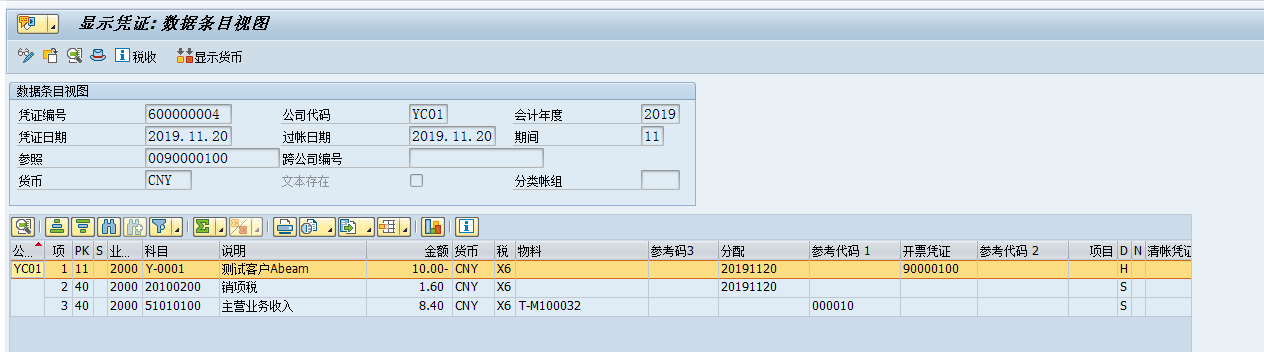 显示凭证: 数据条目视图
税收 显示货币
数据条目视图
凭证编号 600000004 公司代码 YC01 会计年度 2019
凭证日期 2019.11.20 过帐日期 2019.11.20 期间 11
参照 0090000100 跨公司编号
货币 CNY 文本存在 分类帐组
公… 项 PK S 业… 科目 说明 金额 货币 税 物料 参考码3 分配 参考代码 1 开票凭证 参考代码 2 项目 D N 清帐凭证
YC01 1 11 2000 Y-0001 测试客户Abeam 10.00- CNY X6 20191120 90000100 H
2 40 2000 20100200 销项税 1.60 CNY X6 20191120 S
3 40 2000 51010100 主营业务收入 8.40 CNY X6 T-M100032 000010 S